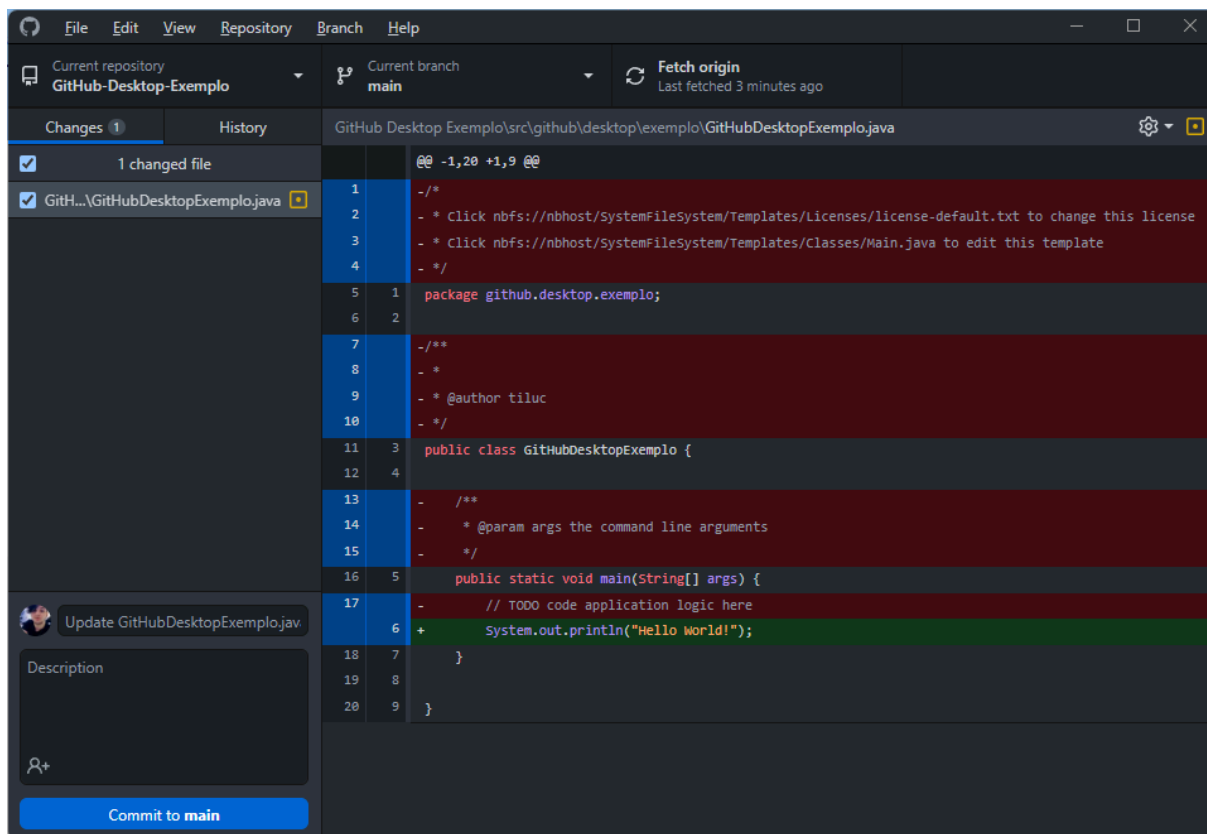 File Edit View Repository Branch Help
Current repository
GitHub-Desktop-Exemplo
Current branch
main
Fetch origin
Last fetched 3 minutes ago
Changes 1 History
GitHub Desktop Exemplo\src\github\desktop\exemplo\GitHubDesktopExemplo.java
1 changed file
GitH...\GitHubDesktopExemplo.java
@@ -1,20 +1,9 @@
1 -/*
2 - * Click nbfs://nbhost/SystemFileSystem/Templates/Licenses/license-default.txt to change this license
3 - * Click nbfs://nbhost/SystemFileSystem/Templates/Classes/Main.java to edit this template
4 - */
5 1 package github.desktop.exemplo;
6 2
7 -/**
8 - *
9 - * @author tiluc
10 - */
11 3 public class GitHubDesktopExemplo {
12 4
13 - /**
14 - * @param args the command line arguments
15 - */
16 5 public static void main(String[] args) {
17 - // TODO code application logic here
6 + System.out.println("Hello World!");
18 7 }
19 8
20 9 }
Update GitHubDesktopExemplo.jav
Description
Commit to main